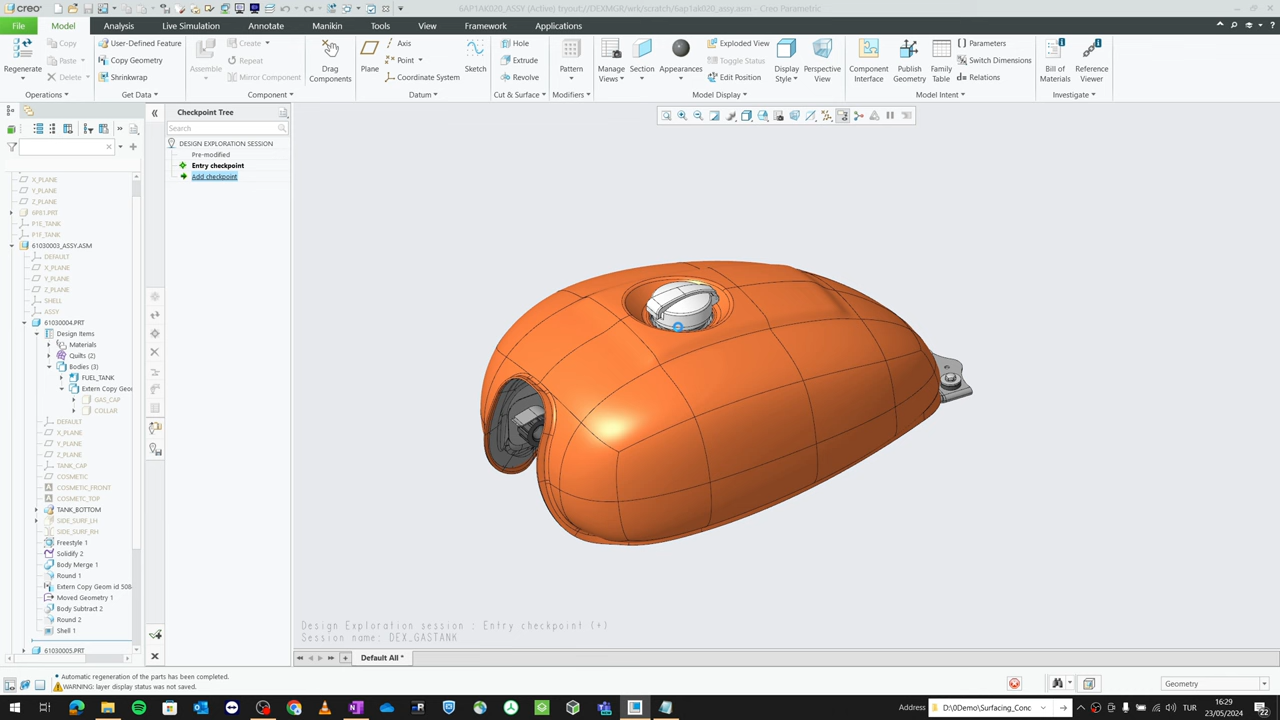 creo
6AP1AK020_ASSY (Active) tryout://DEXMGR/wrk/scratch/6ap1ak020_assy.asm - Creo Parametric
File Model Analysis Live Simulation Annotate Manikin Tools View Framework Applications
Regenerate
Copy
Paste
Delete
Operations
User-Defined Feature
Copy Geometry
Shrinkwrap
Get Data
Assemble
Create
Repeat
Mirror Component
Drag Components
Component
Plane
Axis
Point
Coordinate System
Sketch
Datum
Hole
Extrude
Revolve
Cut & Surface
Pattern
Modifiers
Manage Views
Section
Appearances
Exploded View
Toggle Status
Edit Position
Display Style
Perspective View
Model Display
Component Interface
Publish Geometry
Family Table
Parameters
Switch Dimensions
Relations
Model Intent
Bill of Materials
Reference Viewer
Investigate
Checkpoint Tree
Search
DESIGN EXPLORATION SESSION
Pre-modified
Entry checkpoint
Add checkpoint
X_PLANE
Y_PLANE
Z_PLANE
6P81.PRT
P1E_TANK
P1F_TANK
61030003_ASSY.ASM
DEFAULT
X_PLANE
Y_PLANE
Z_PLANE
SHELL
ASSY
61030004.PRT
Design Items
Materials
Quilts (2)
Bodies (3)
FUEL_TANK
Extern Copy Geo
GAS_CAP
COLLAR
DEFAULT
X_PLANE
Y_PLANE
Z_PLANE
TANK_CAP
COSMETIC
COSMETIC_FRONT
COSMETC_TOP
TANK_BOTTOM
SIDE_SURF_LH
SIDE_SURF_RH
Freestyle 1
Solidify 2
Body Merge 1
Round 1
Extern Copy Geom id 508
Moved Geometry 1
Body Subtract 2
Round 2
Shell 1
61030005.PRT
Design Exploration session : Entry checkpoint (*)
Session name: DEX_GASTANK
Default All *
• Automatic regeneration of the parts has been completed.
WARNING: layer display status was not saved.
Geometry
Address D:\0Demo\Surfacing_Conc
TUR
16:29
23/05/2024
22